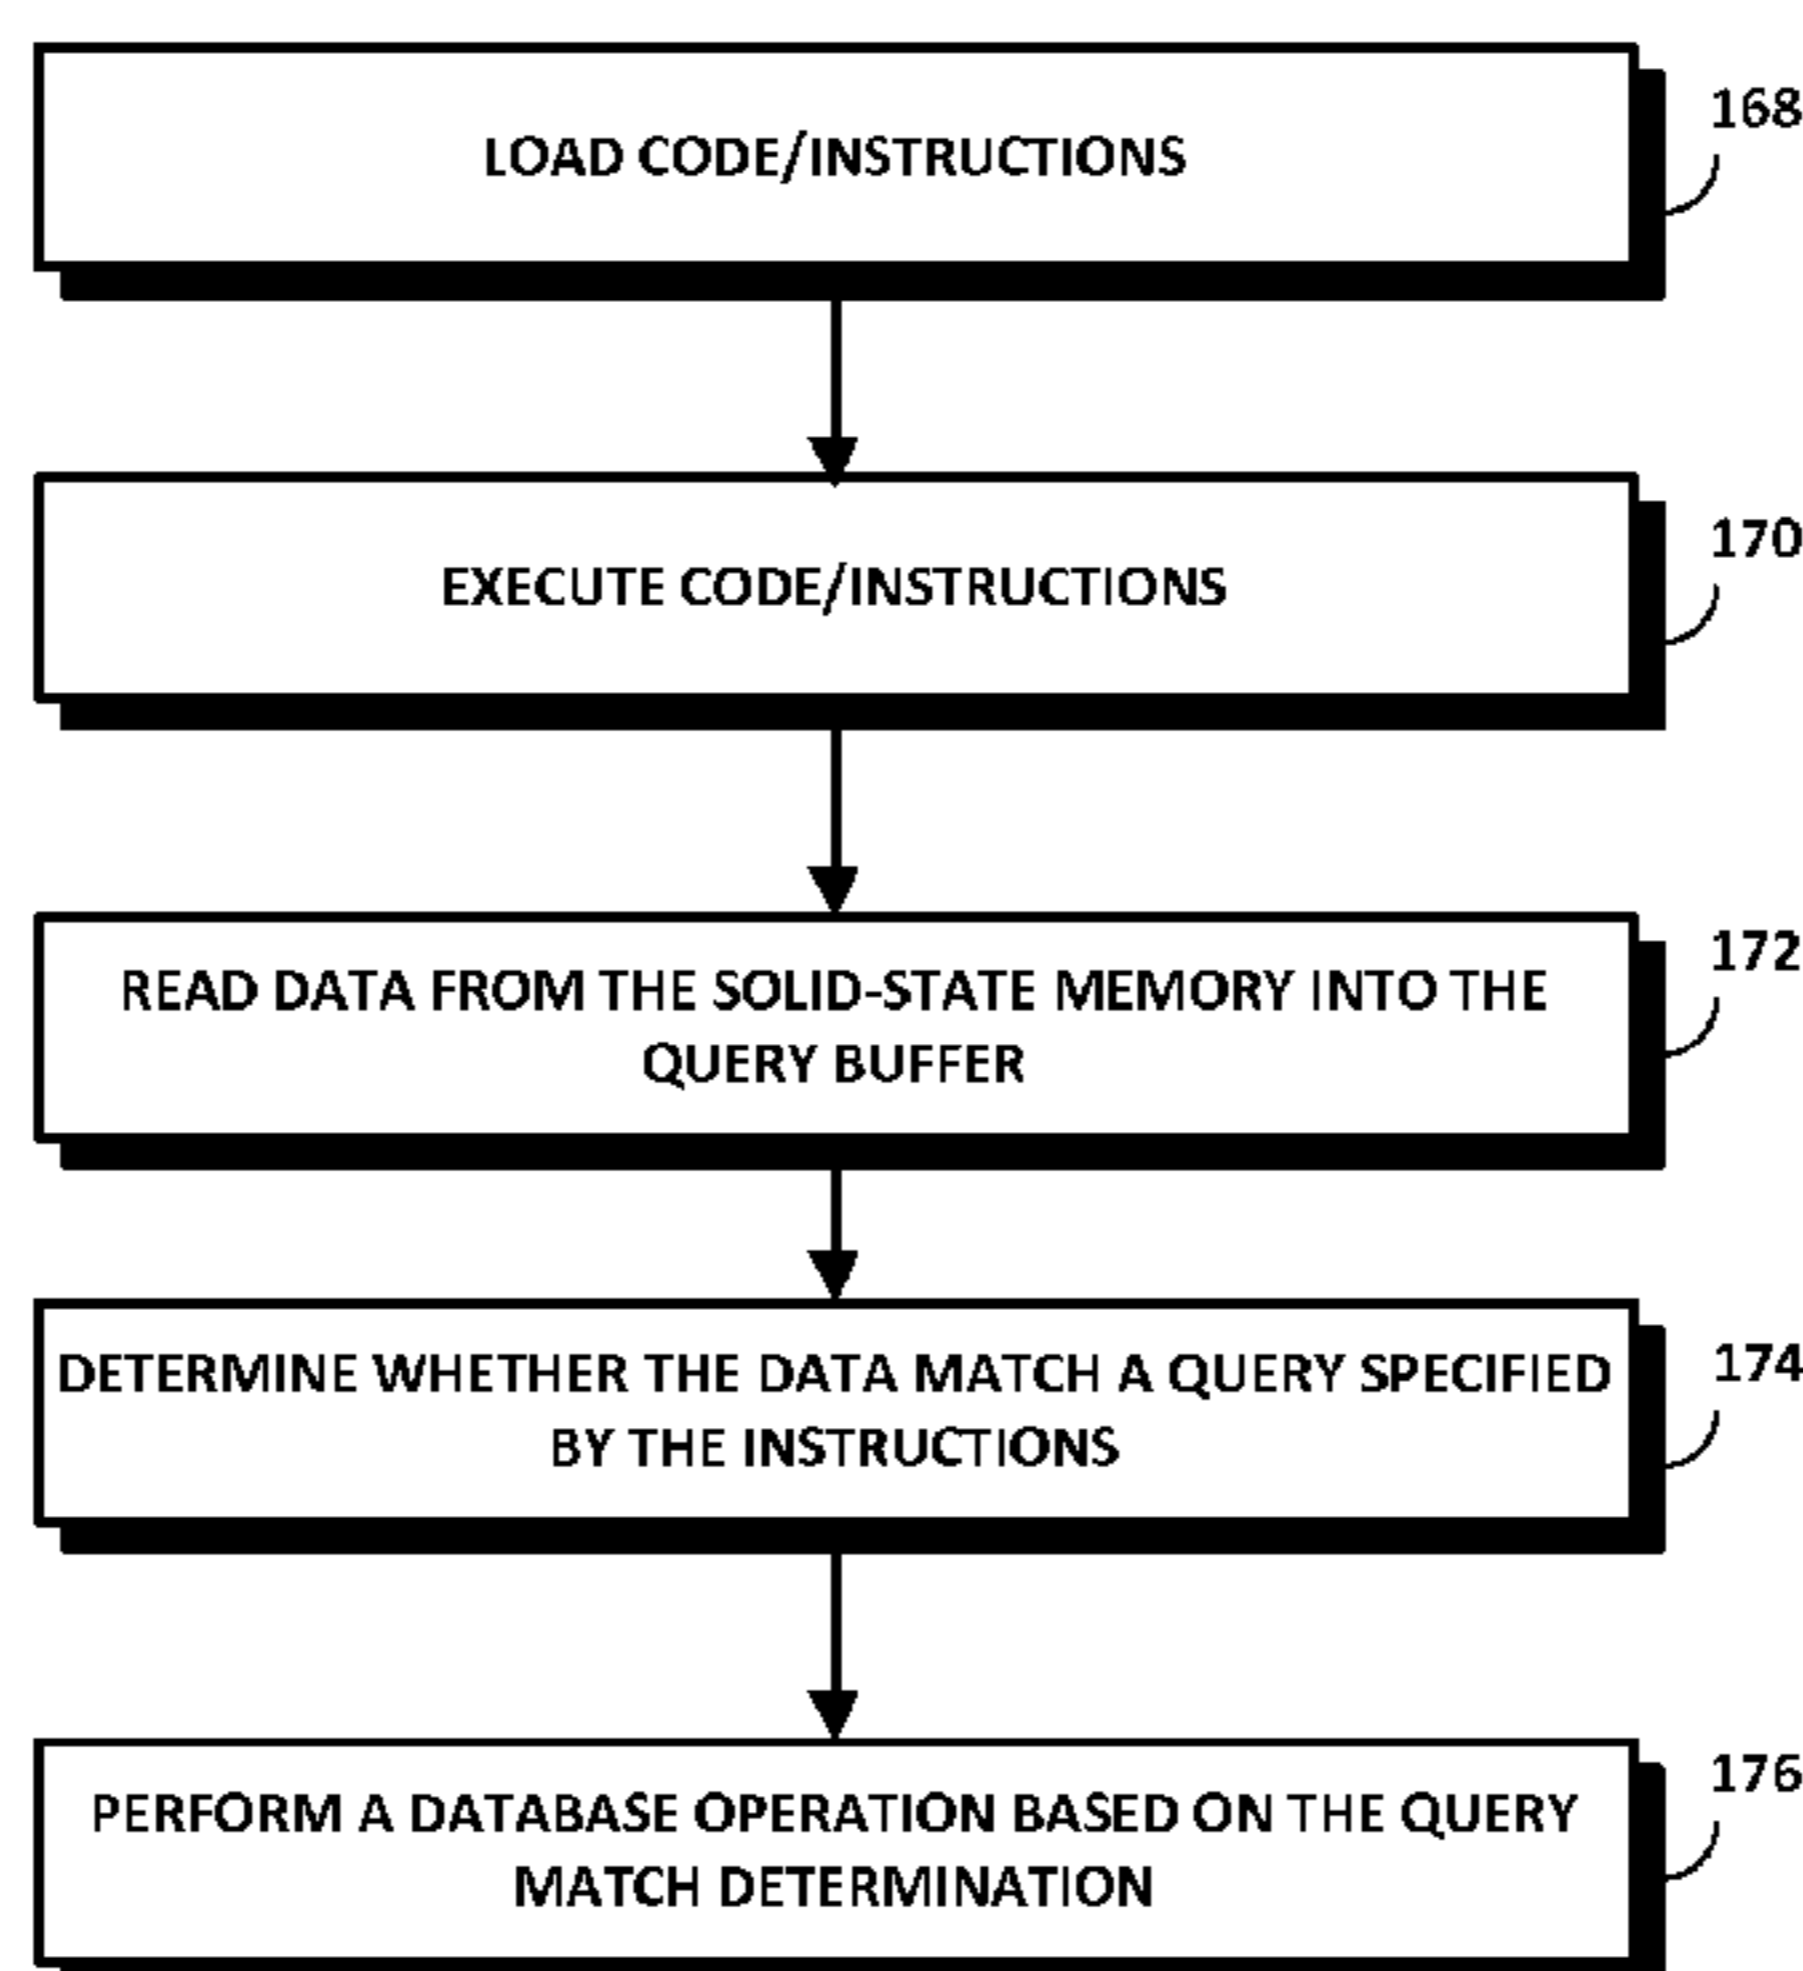 LOAD CODE/INSTRUCTIONS
168
EXECUTE CODE/INSTRUCTIONS
170
READ DATA FROM THE SOLID-STATE MEMORY INTO THE
QUERY BUFFER
172
DETERMINE WHETHER THE DATA MATCH A QUERY SPECIFIED
BY THE INSTRUCTIONS
174
PERFORM A DATABASE OPERATION BASED ON THE QUERY
MATCH DETERMINATION
176